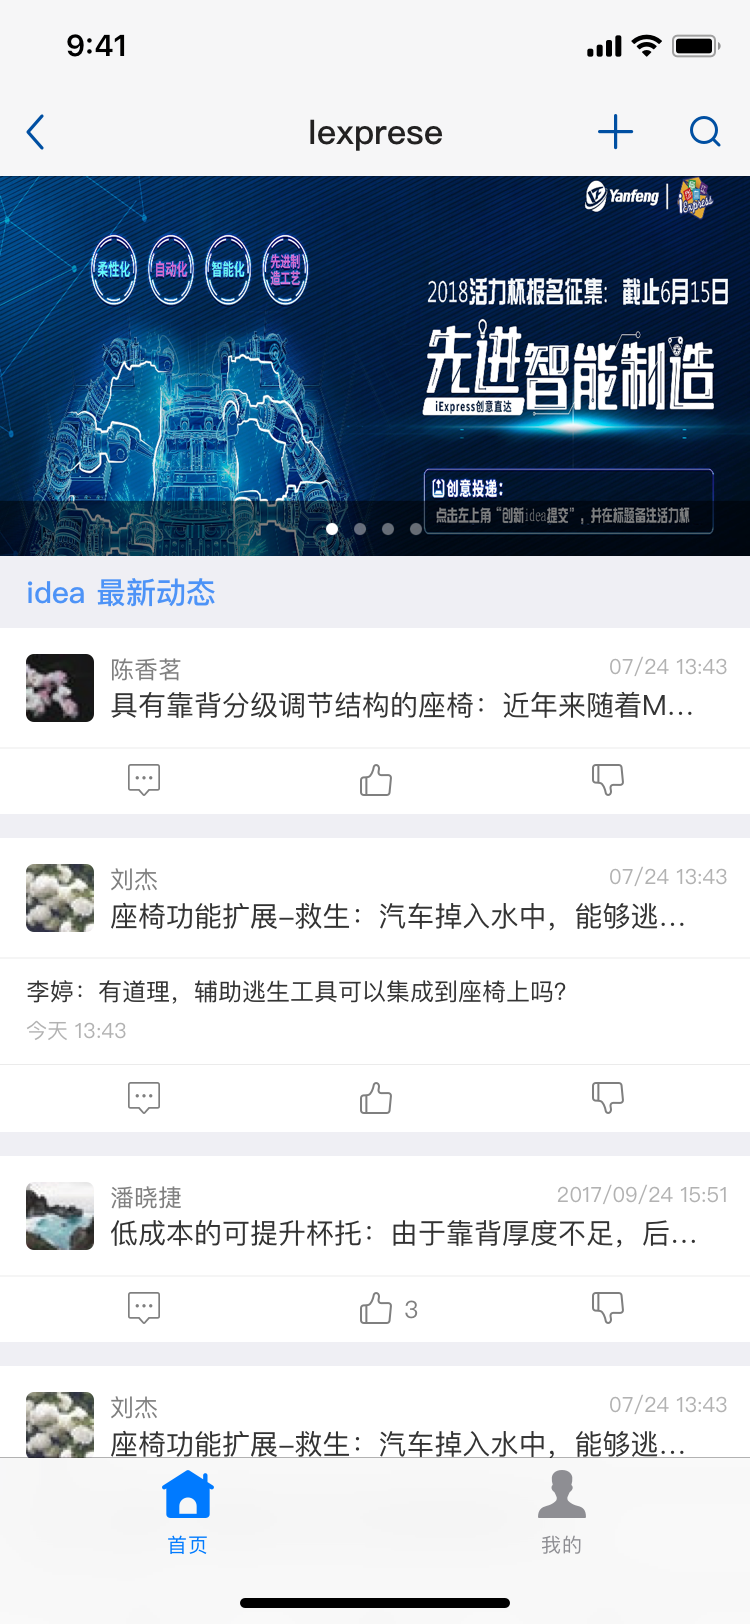 9:41
Iexprese
Yanfeng
iExpress
柔性化
自动化
智能化
先进制
造工艺
2018活力杯报名征集：截止6月15日
先进智能制造
iExpress创意直达
创意投递：
点击左上角“创新idea提交”，并在标题备注活力杯
idea 最新动态
陈香茗
07/24 13:43
具有靠背分级调节结构的座椅：近年来随着M...
刘杰
07/24 13:43
座椅功能扩展–救生：汽车掉入水中，能够逃...
李婷：有道理，辅助逃生工具可以集成到座椅上吗？
今天 13:43
潘晓捷
2017/09/24 15:51
低成本的可提升杯托：由于靠背厚度不足，后...
3
刘杰
07/24 13:43
座椅功能扩展–救生：汽车掉入水中，能够逃...
首页
我的